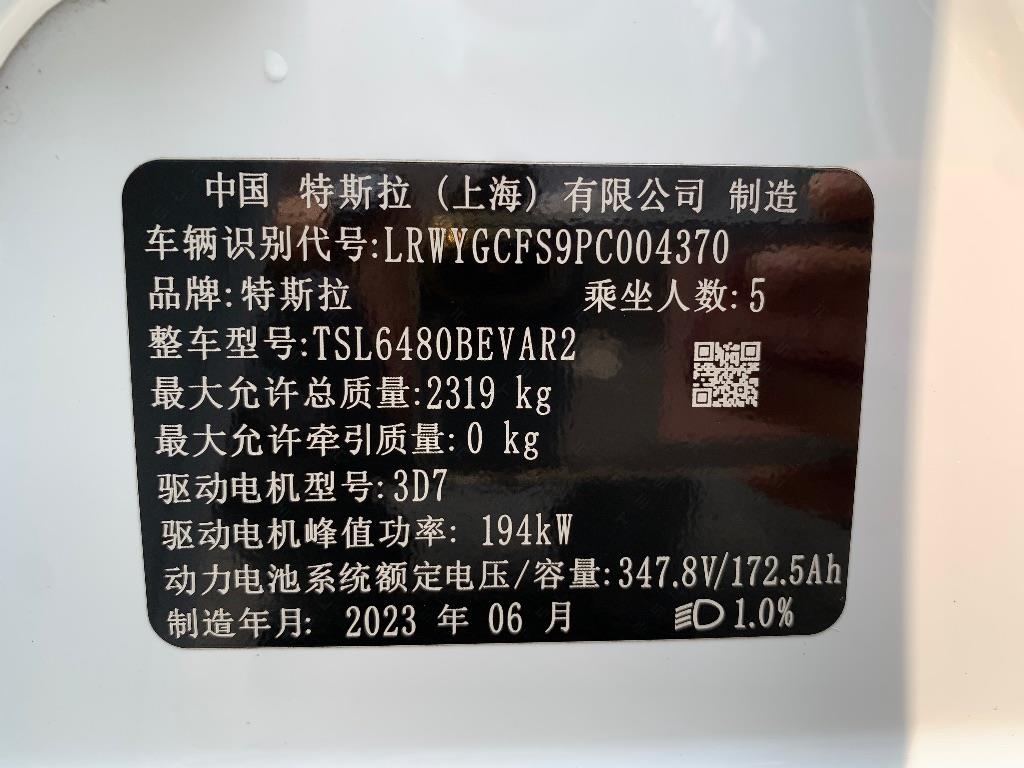 中国 特斯拉 (上海) 有限公司 制造
车辆识别代号:LRWYGCFS9PC004370
品牌:特斯拉 乘坐人数:5
整车型号:TSL6480BEVAR2
最大允许总质量:2319 kg
最大允许牵引质量:0 kg
驱动电机型号:3D7
驱动电机峰值功率: 194kW
动力电池系统额定电压/容量:347.8V/172.5Ah
制造年月: 2023 年 06 月 1.0%